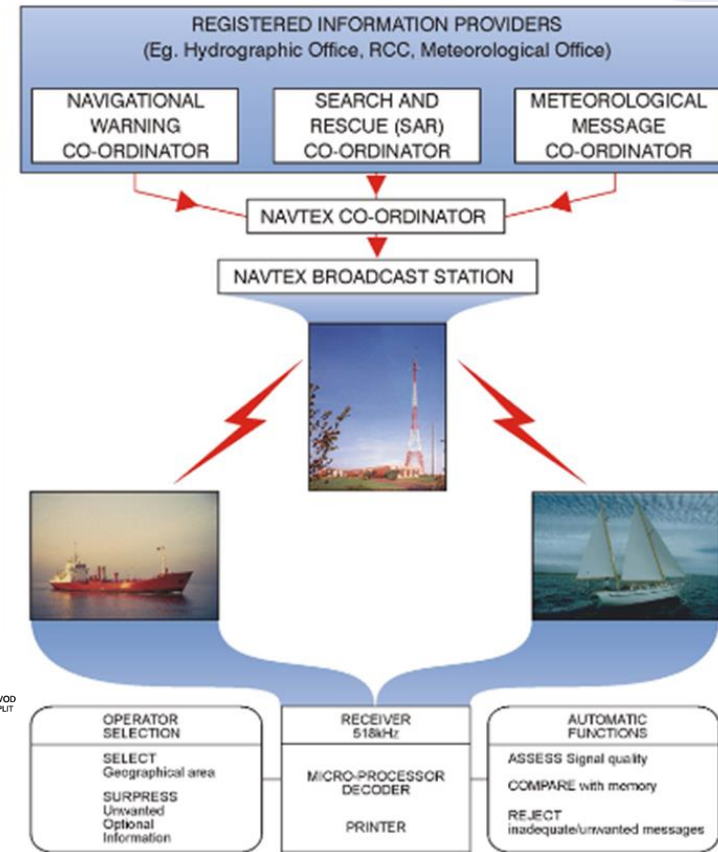 REGISTERED INFORMATION PROVIDERS
(Eg. Hydrographic Office, RCC, Meteorological Office)
NAVIGATIONAL
WARNING
CO-ORDINATOR
SEARCH AND
RESCUE (SAR)
CO-ORDINATOR
METEOROLOGICAL
MESSAGE
CO-ORDINATOR
NAVTEX CO-ORDINATOR
NAVTEX BROADCAST STATION
OPERATOR
SELECTION
SELECT
Geographical area
SURPRESS
Unwanted
Optional
Information
RECEIVER
518kHz
MICRO-PROCESSOR
DECODER
PRINTER
AUTOMATIC
FUNCTIONS
ASSESS Signal quality
COMPARE with memory
REJECT
inadequate/unwanted messages